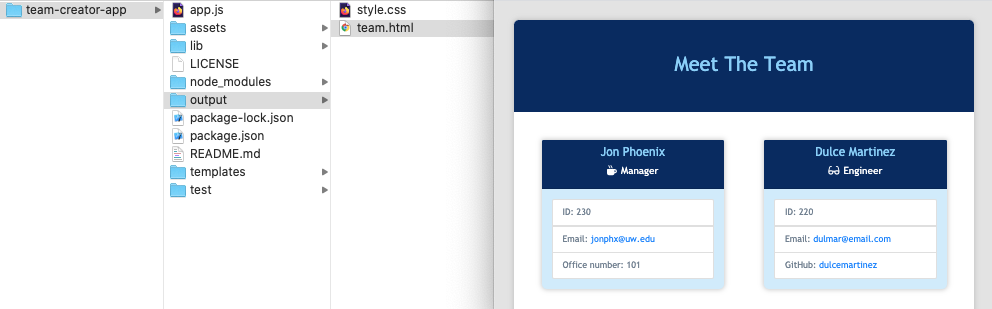 team-creator-app
app.js
assets
lib
LICENSE
node_modules
output
package-lock.json
package.json
README.md
templates
test
style.css
team.html
Meet The Team
Jon Phoenix
Manager
ID: 230
Email: jonphx@uw.edu
Office number: 101
Dulce Martinez
Engineer
ID: 220
Email: dulmar@email.com
GitHub: dulcemartinez